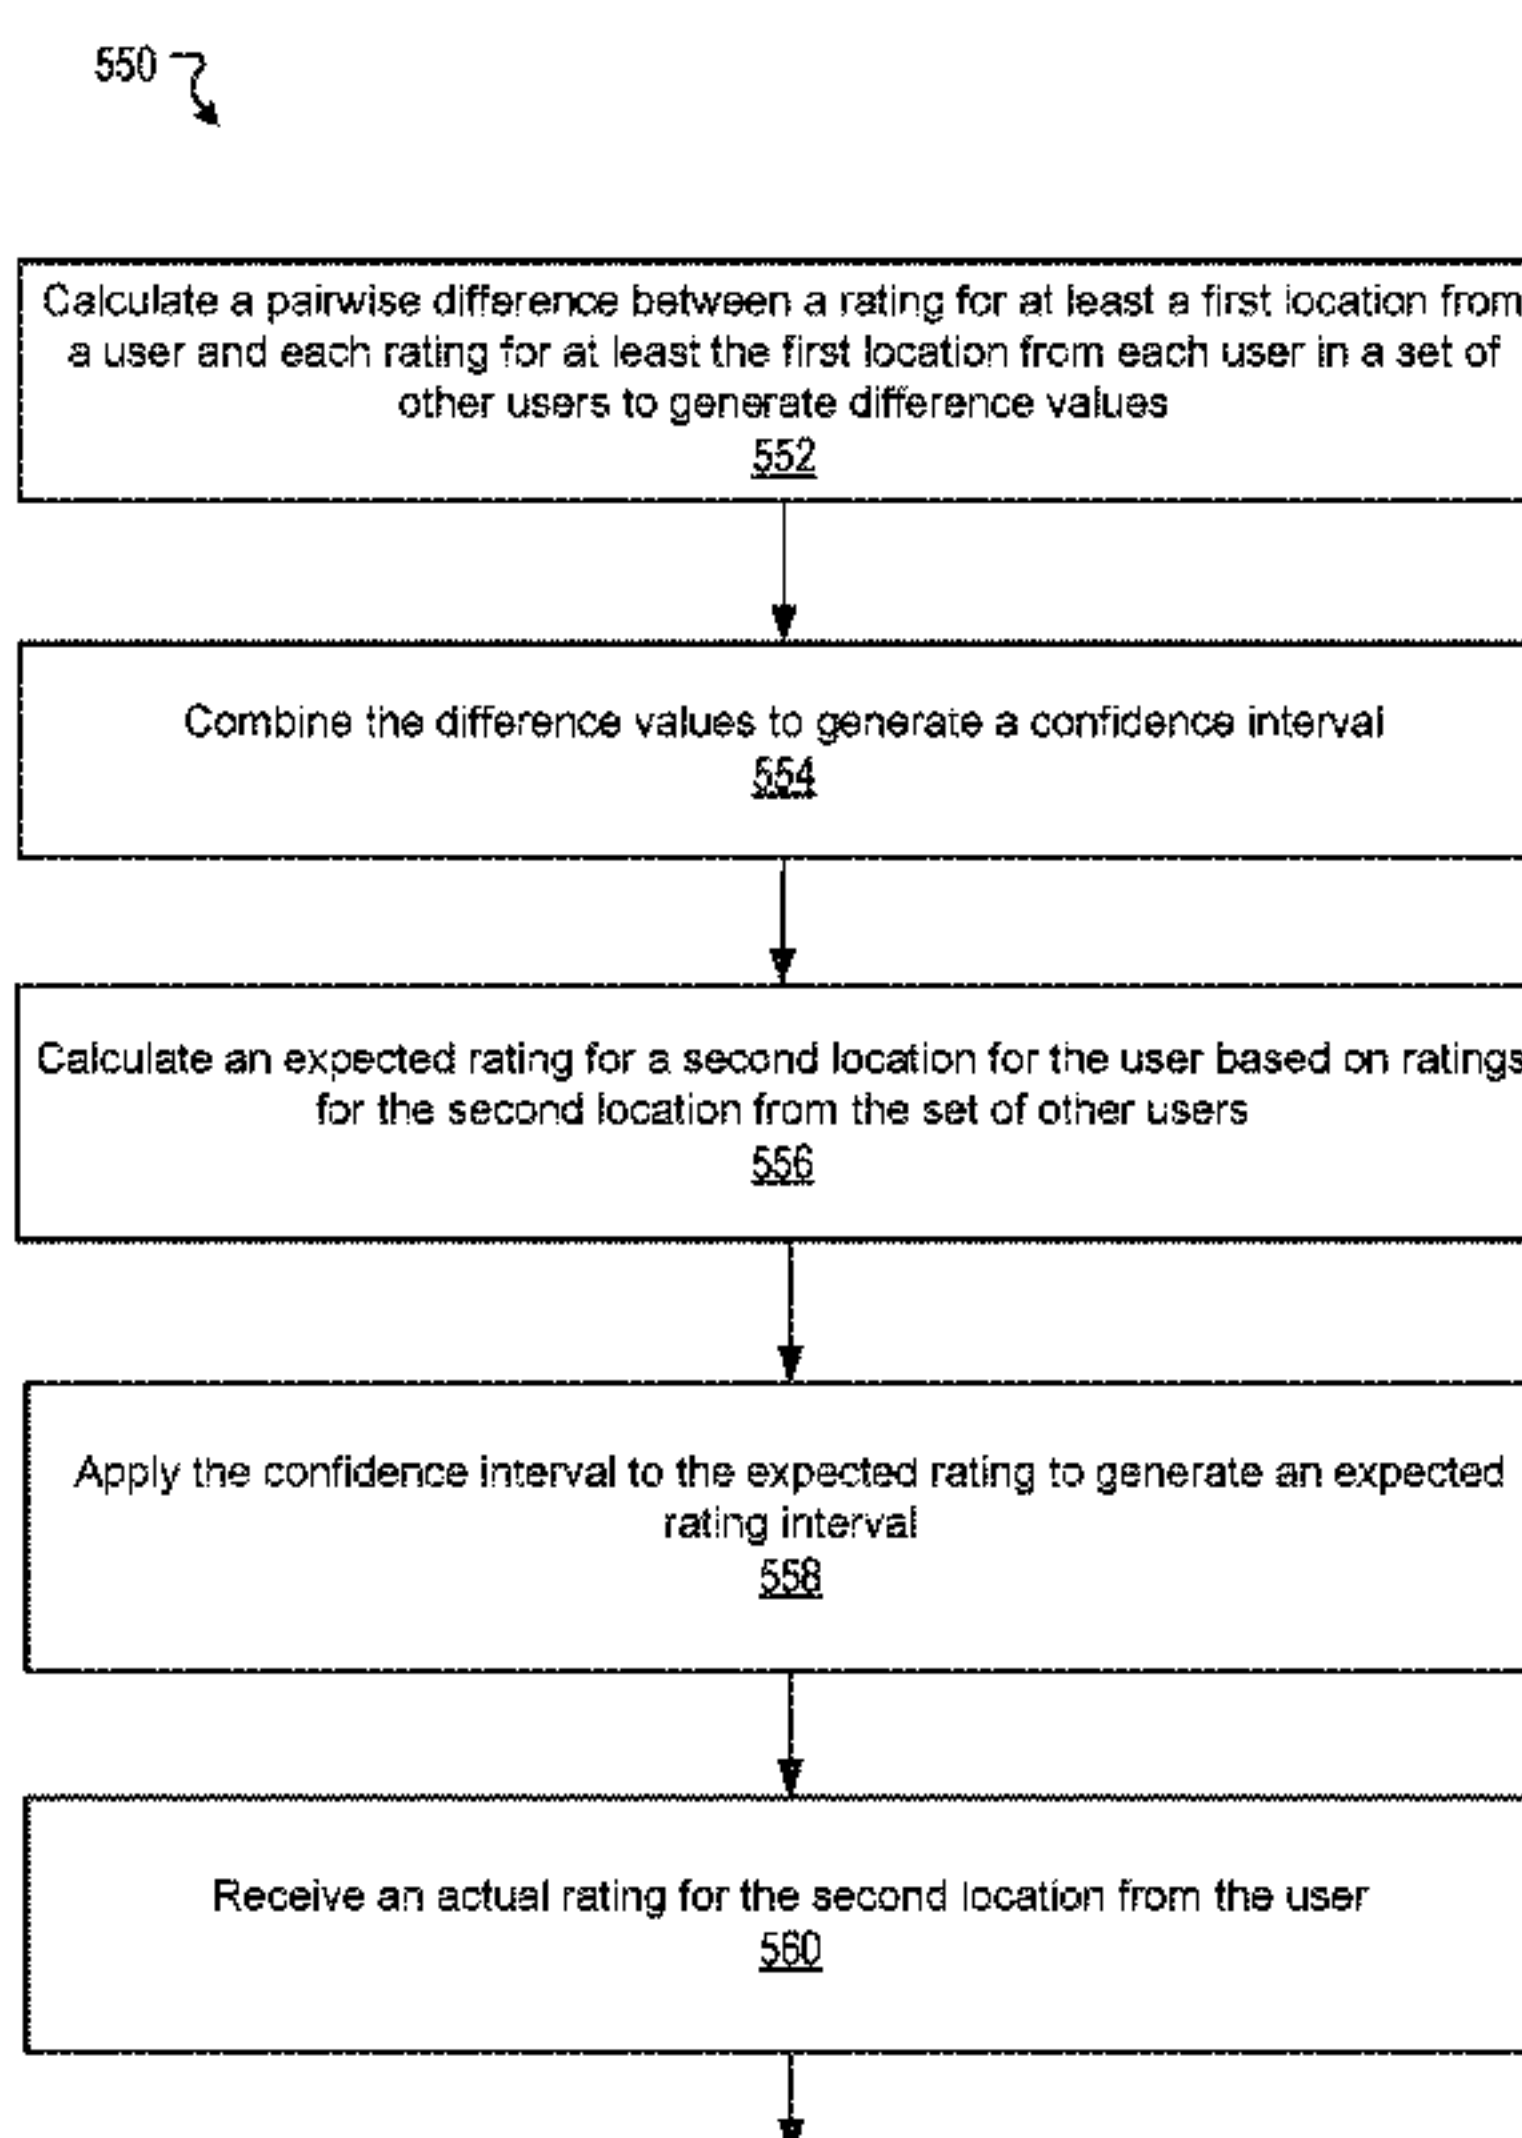 550
Calculate a pairwise difference between a rating for at least a first location from
a user and each rating for at least the first location from each user in a set of
other users to generate difference values
552
Combine the difference values to generate a confidence interval
554
Calculate an expected rating for a second location for the user based on ratings
for the second location from the set of other users
556
Apply the confidence interval to the expected rating to generate an expected
rating interval
558
Receive an actual rating for the second location from the user
560